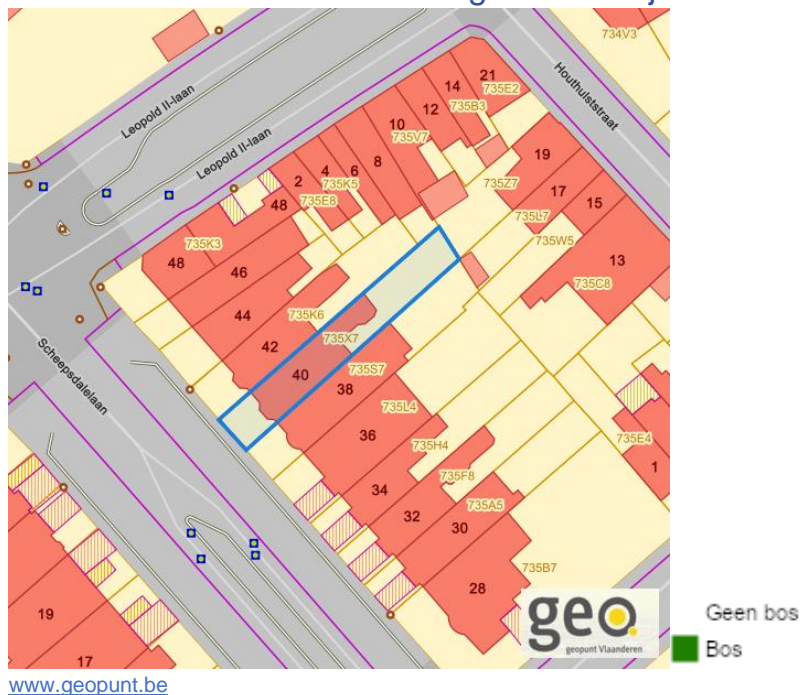 734V3
Leopold II-laan
Leopold II-laan
Houthulststraat
14
21
735E2
735B3
12
10
735V7
8
6
4
735K5
2
735E8
48
19
735Z7
17
735L7
15
735W5
13
735C8
735K3
48
46
44
735K6
42
735X7
40
735S7
38
735L4
36
735H4
34
735F8
32
735A5
30
735B7
28
735E4
1
Scheepsdalelaan
19
17
geo.
geopunt Vlaanderen
Geen bos
Bos
www.geopunt.be